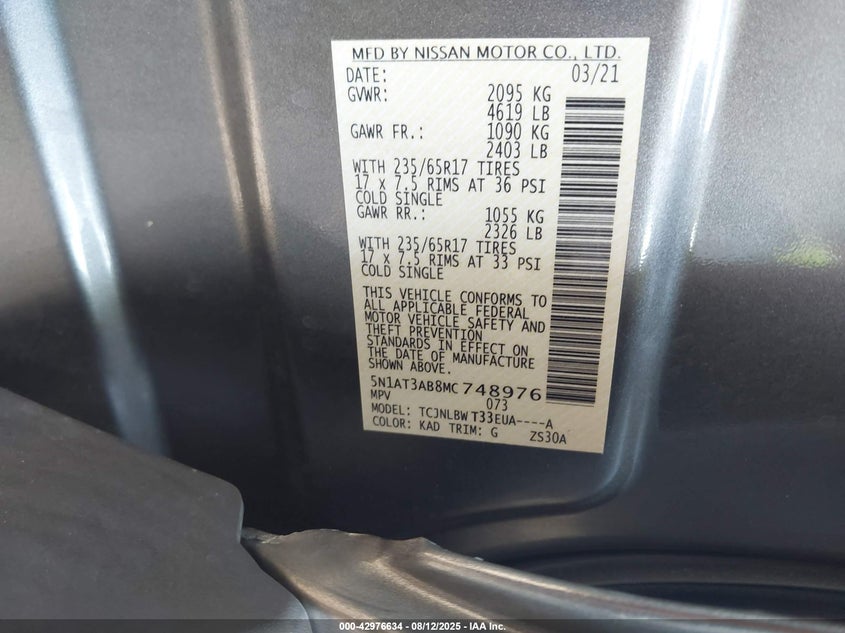 MFD BY NISSAN MOTOR CO., LTD.
DATE: 03/21
GVWR: 2095 KG
4619 LB
GAWR FR.: 1090 KG
2403 LB
WITH 235/65R17 TIRES
17 x 7.5 RIMS AT 36 PSI
COLD SINGLE
GAWR RR.: 1055 KG
2326 LB
WITH 235/65R17 TIRES
17 x 7.5 RIMS AT 33 PSI
COLD SINGLE
THIS VEHICLE CONFORMS TO
ALL APPLICABLE FEDERAL
MOTOR VEHICLE SAFETY AND
THEFT PREVENTION
STANDARDS IN EFFECT ON
THE DATE OF MANUFACTURE
SHOWN ABOVE.
5N1AT3AB8MC748976
MPV 073
MODEL: TCJNLBW T33EUA----A
COLOR: KAD TRIM: G ZS30A
000-42976634 - 08/12/2025 - IAA Inc.